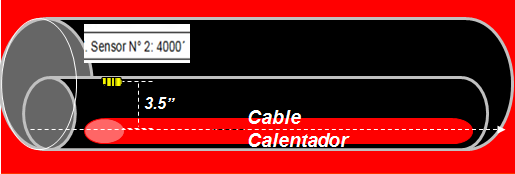 . Sensor N° 2: 4000´
3.5”
Cable
Calentador